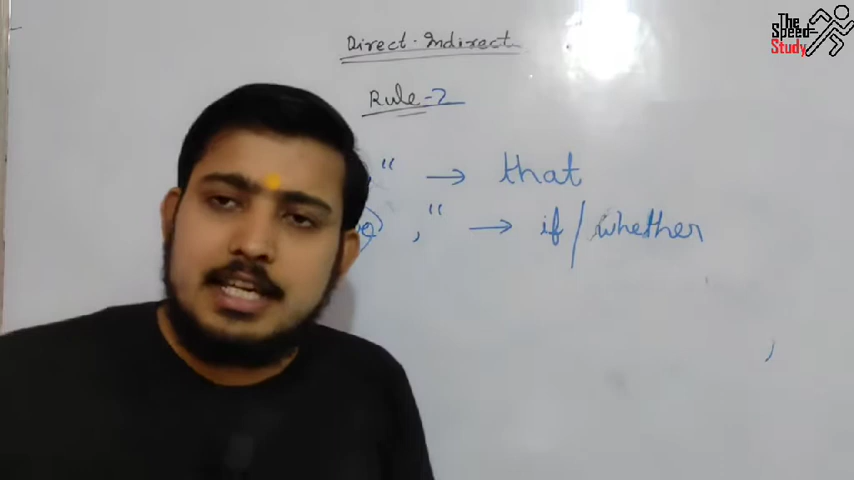 The
Speed
Study
Direct-Indirect
Rule-2
, " → that
, " → if/whether